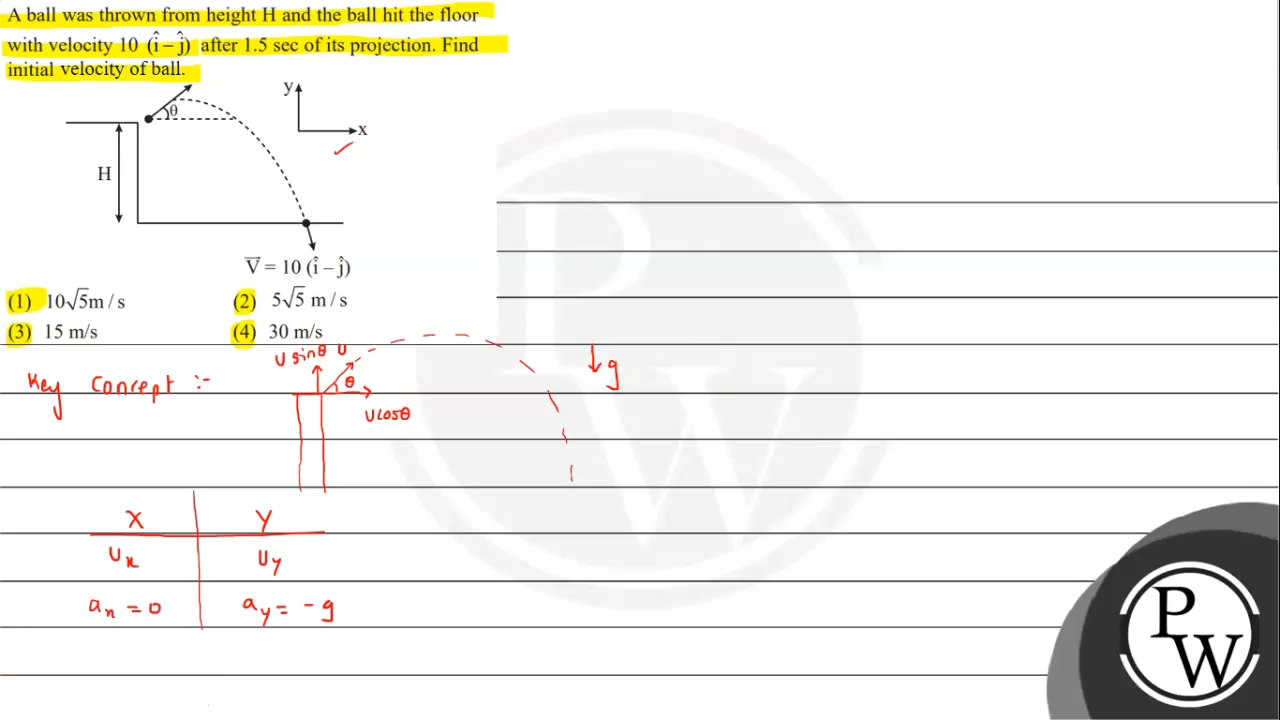 A ball was thrown from height H and the ball hit the floor
with velocity 10 (î – ĵ) after 1.5 sec of its projection. Find
initial velocity of ball.
y
θ
x
H
V⃗ = 10 (î – ĵ)
(1) 10√5m / s (2) 5√5 m / s
(3) 15 m/s (4) 30 m/s
U sinθ U
Key Concept :- θ g
U cosθ
X Y
Ux Uy
ax = 0 ay = - g
P
W
P
W